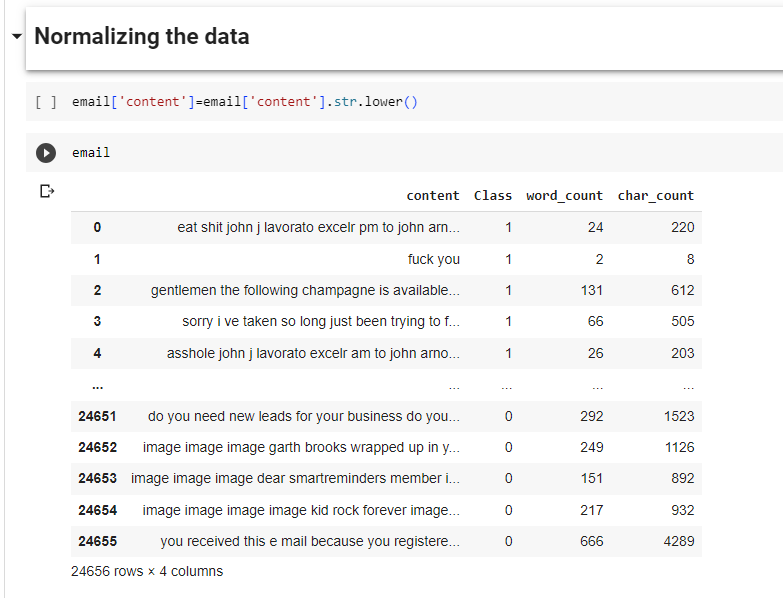 Normalizing the data
[ ] email['content']=email['content'].str.lower()
email
content Class word_count char_count
0 eat shit john j lavorato excelr pm to john arn... 1 24 220
1 fuck you 1 2 8
2 gentlemen the following champagne is available... 1 131 612
3 sorry i ve taken so long just been trying to f... 1 66 505
4 asshole john j lavorato excelr am to john arno... 1 26 203
... ... ... ... ...
24651 do you need new leads for your business do you... 0 292 1523
24652 image image image garth brooks wrapped up in y... 0 249 1126
24653 image image image dear smartreminders member i... 0 151 892
24654 image image image image kid rock forever image... 0 217 932
24655 you received this e mail because you registere... 0 666 4289
24656 rows × 4 columns